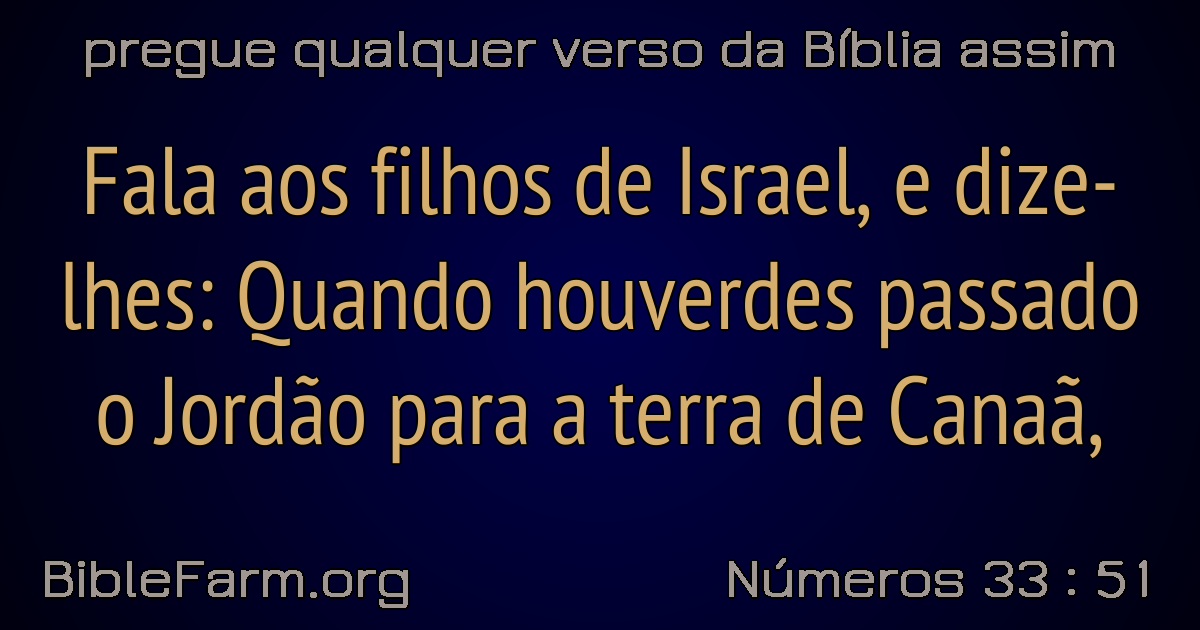 pregue qualquer verso da Bíblia assim
Fala aos filhos de Israel, e dize-
lhes: Quando houverdes passado
o Jordão para a terra de Canaã,
BibleFarm.org
Números 33 : 51